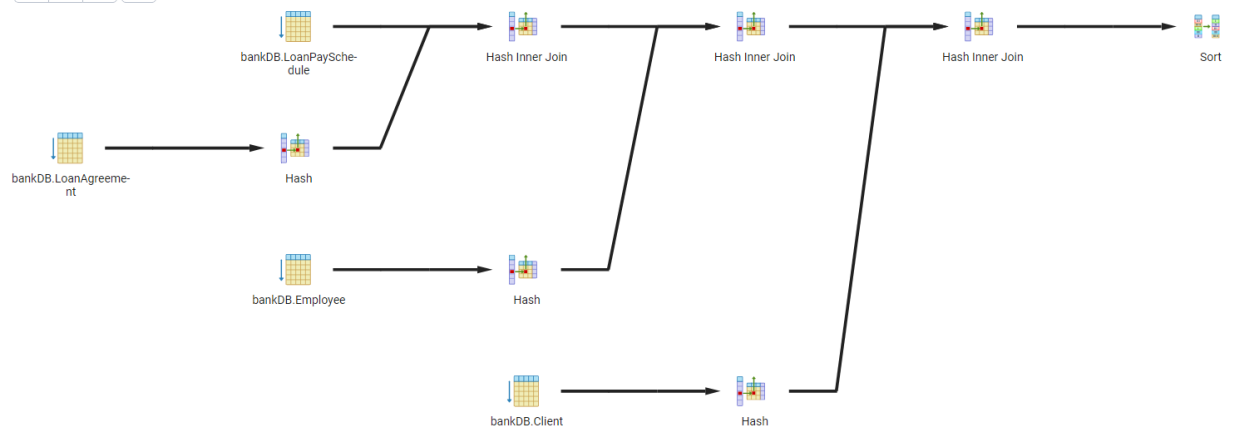 bankDB.LoanPaySche-
dule
Hash Inner Join
Hash Inner Join
Hash Inner Join
Sort
bankDB.LoanAgreeme-
nt
Hash
bankDB.Employee
Hash
bankDB.Client
Hash